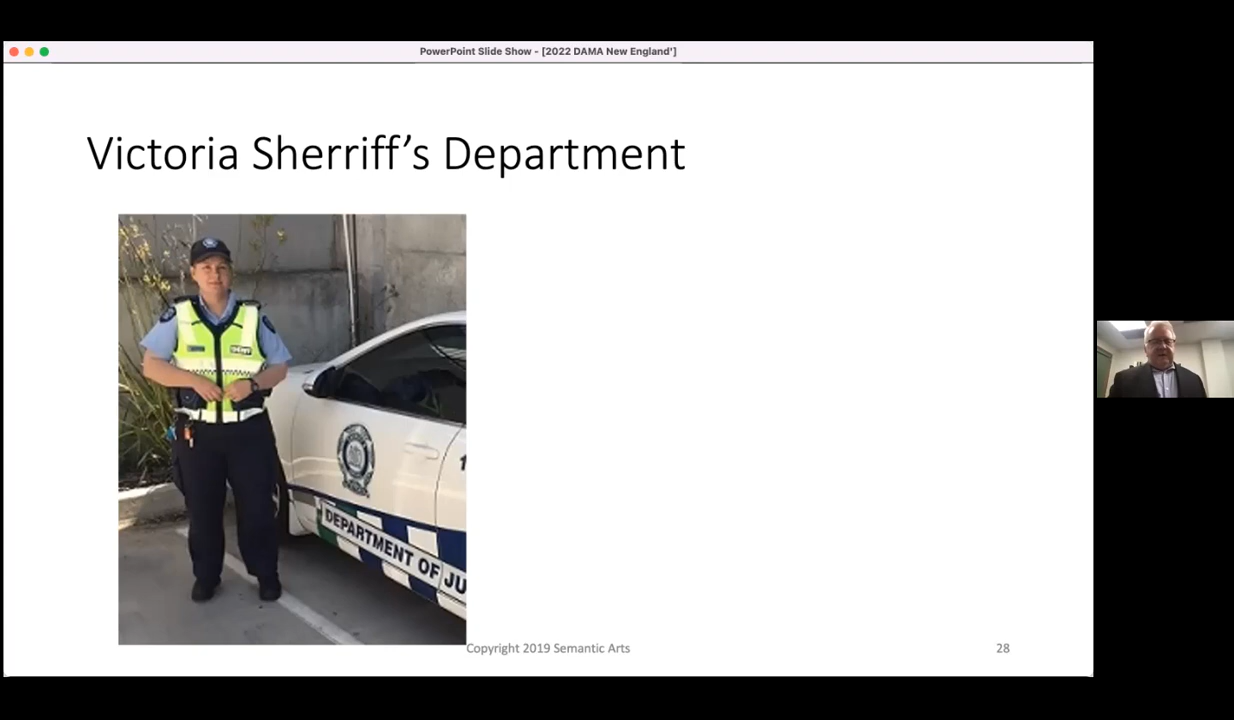 PowerPoint Slide Show - [2022 DAMA New England']
Victoria Sherriff's Department
DEPARTMENT OF JU
Copyright 2019 Semantic Arts
28